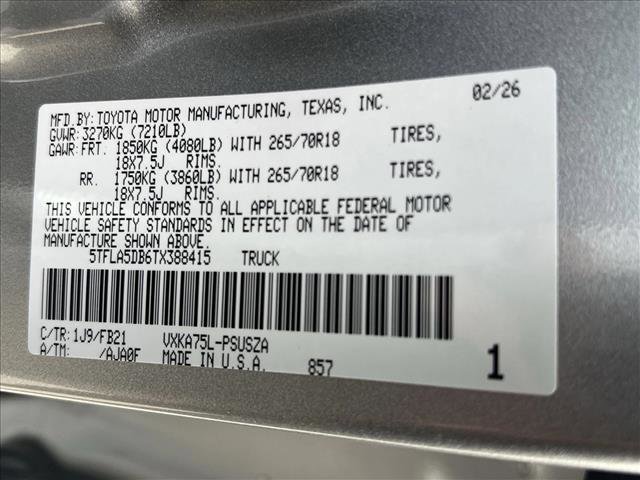 MFD.BY: TOYOTA MOTOR MANUFACTURING, TEXAS, INC. 02/26
GVWR: 3270KG (7210LB)
GAWR: FRT. 1850KG (4080LB) WITH 265/70R18 TIRES,
18X7.5J RIMS.
RR. 1750KG (3860LB) WITH 265/70R18 TIRES,
18X7.5J RIMS.
THIS VEHICLE CONFORMS TO ALL APPLICABLE FEDERAL MOTOR
VEHICLE SAFETY STANDARDS IN EFFECT ON THE DATE OF
MANUFACTURE SHOWN ABOVE.
5TFLA5DB6TX388415 TRUCK
C/TR: 1J9/FB21 VXKA75L-PSUSZA
A/TM: /AJA0F MADE IN U.S.A. 857 1